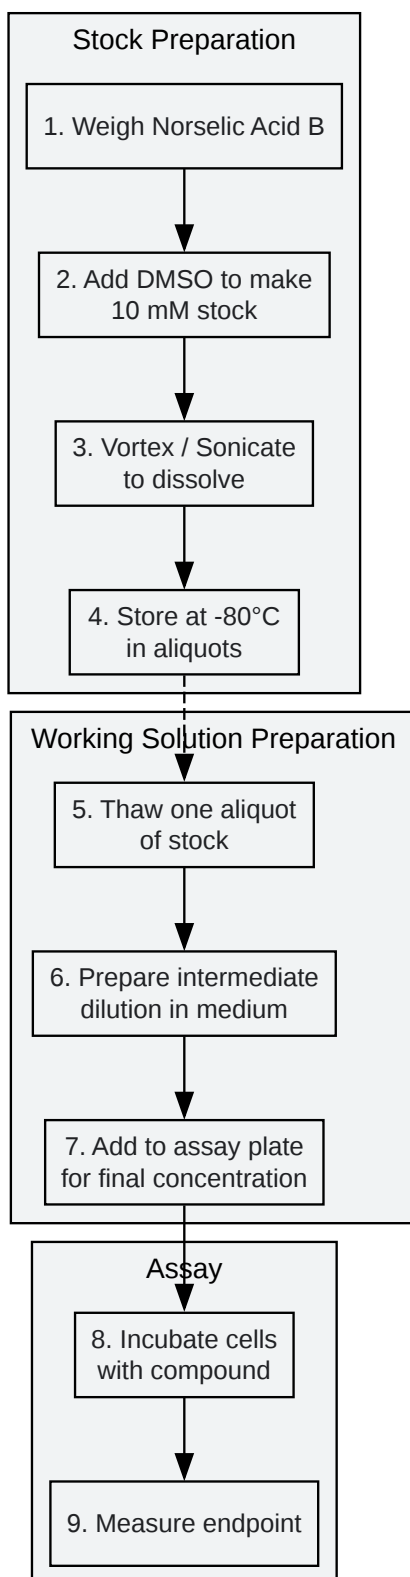 Stock Preparation
1. Weigh Norselic Acid B
2. Add DMSO to make
10 mM stock
3. Vortex / Sonicate
to dissolve
4. Store at -80°C
in aliquots
Working Solution Preparation
5. Thaw one aliquot
of stock
6. Prepare intermediate
dilution in medium
7. Add to assay plate
for final concentration
Assay
8. Incubate cells
with compound
9. Measure endpoint